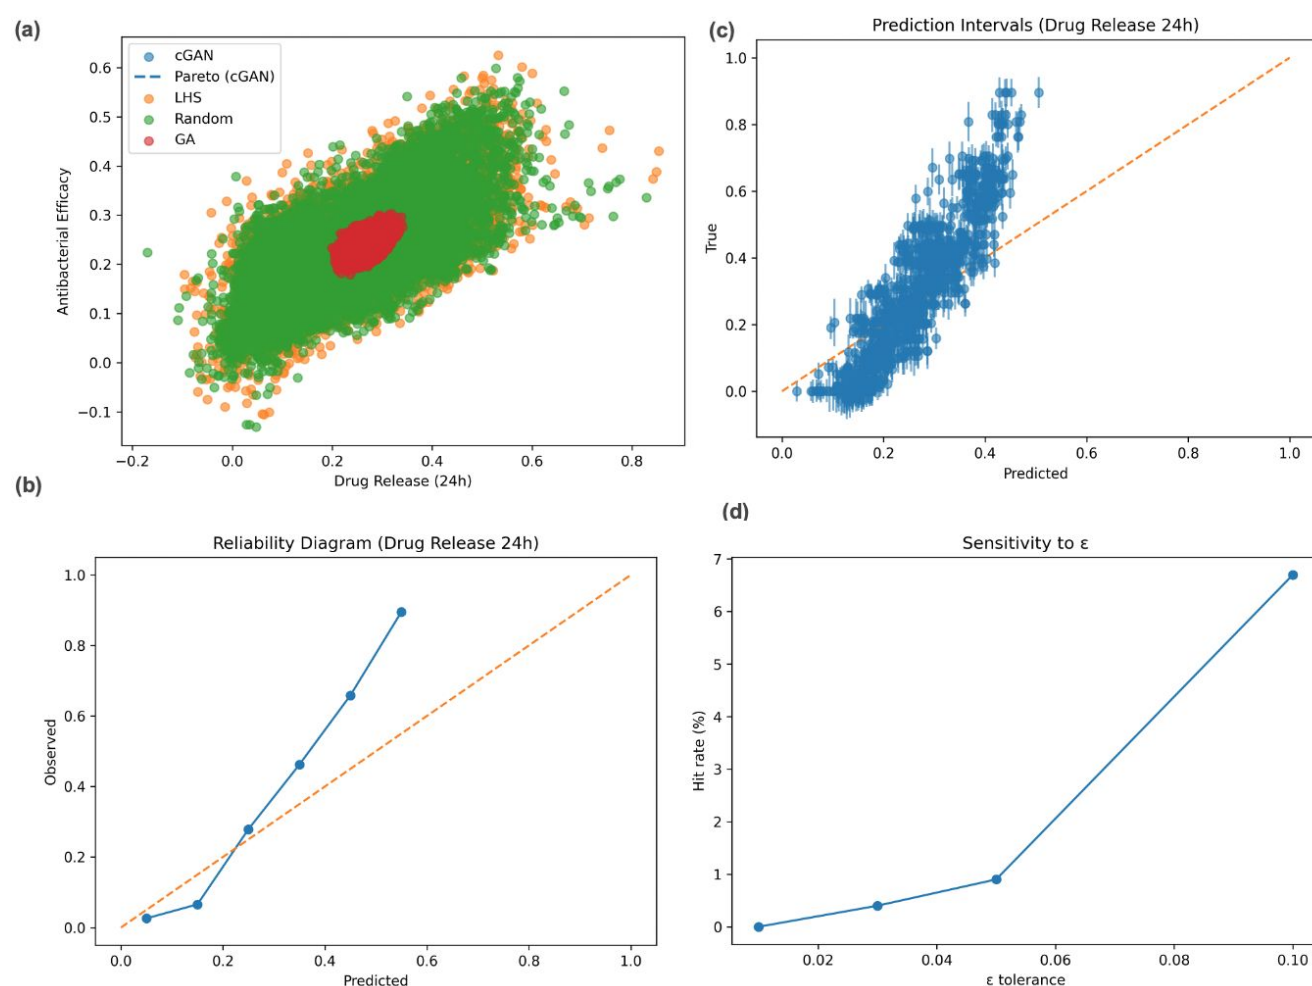 (a)
cGAN
Pareto (cGAN)
LHS
Random
GA
0.6
0.5
0.4
0.3
0.2
0.1
0.0
−0.1
Antibacterial Efficacy
−0.2 0.0 0.2 0.4 0.6 0.8
Drug Release (24h)
(c)
Prediction Intervals (Drug Release 24h)
1.0
0.8
0.6
0.4
0.2
0.0
True
0.0 0.2 0.4 0.6 0.8 1.0
Predicted
(b)
Reliability Diagram (Drug Release 24h)
1.0
0.8
0.6
0.4
0.2
0.0
Observed
0.0 0.2 0.4 0.6 0.8 1.0
Predicted
(d)
Sensitivity to ε
7
6
5
4
3
2
1
0
Hit rate (%)
0.02 0.04 0.06 0.08 0.10
ε tolerance